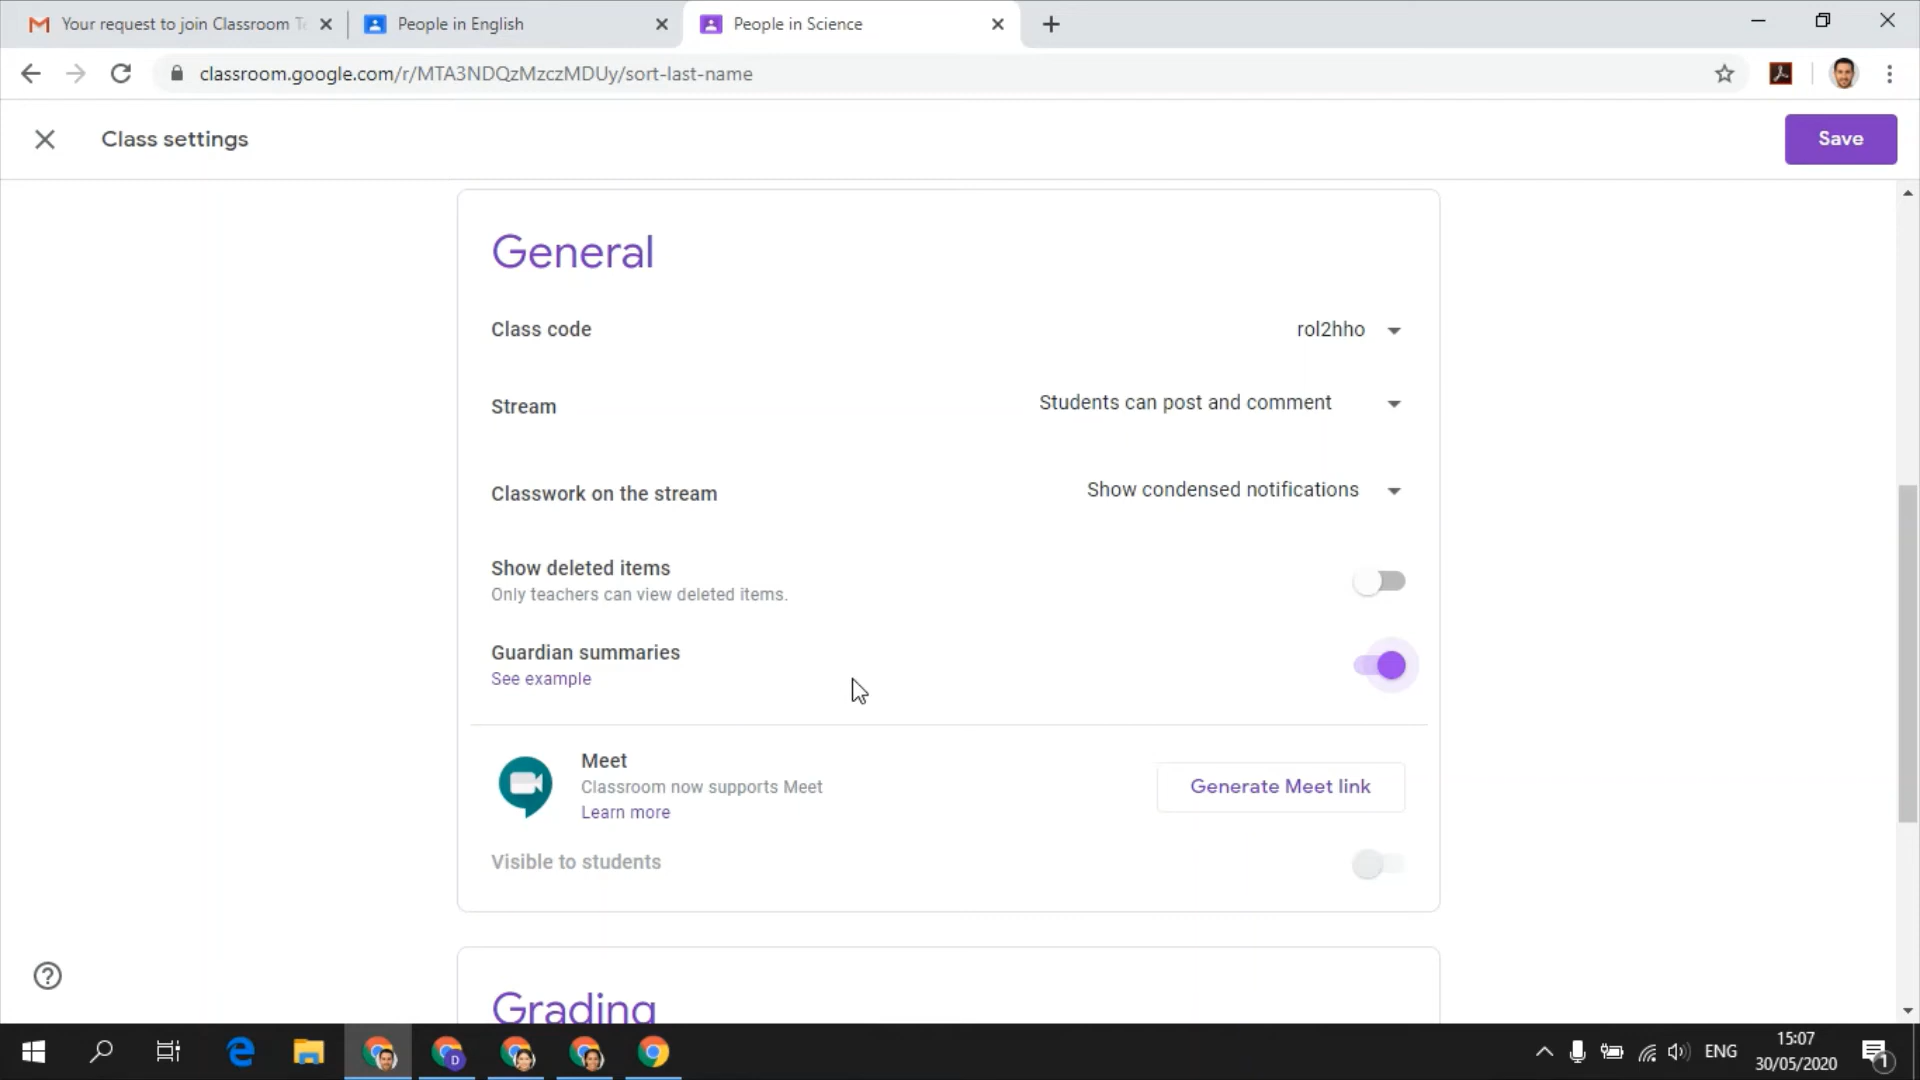 Your request to join Classroom Te
People in English
People in Science
classroom.google.com/r/MTA3NDQzMzczMDUy/sort-last-name
Class settings
Save
General
Class code
rol2hho
Stream
Students can post and comment
Classwork on the stream
Show condensed notifications
Show deleted items
Only teachers can view deleted items.
Guardian summaries
See example
Meet
Classroom now supports Meet
Learn more
Generate Meet link
Visible to students
Grading
D
ENG
15:07
30/05/2020
1